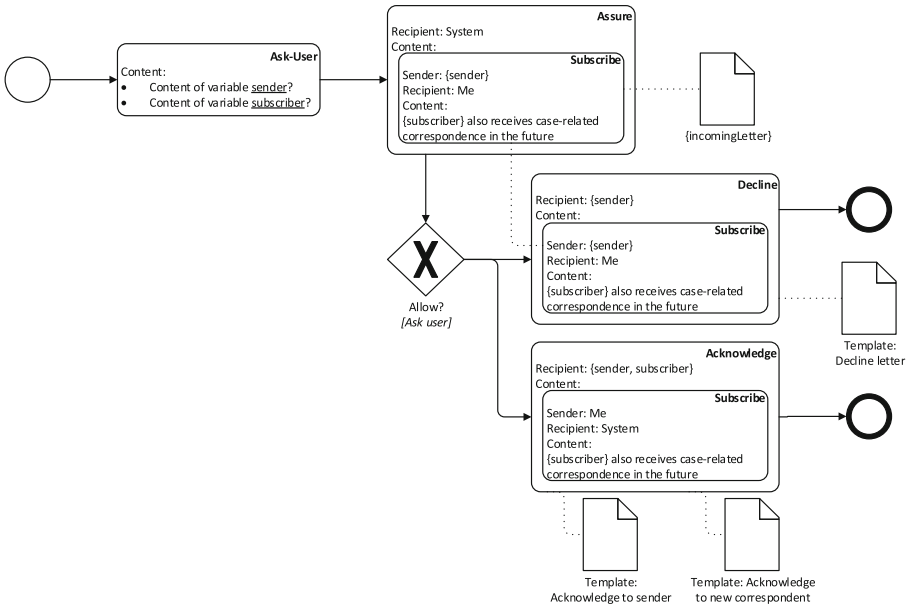 Ask-User
Content:
• Content of variable sender?
• Content of variable subscriber?
Assure
Recipient: System
Content:
Subscribe
Sender: {sender}
Recipient: Me
Content:
{subscriber} also receives case-related
correspondence in the future
{incomingLetter}
X
Allow?
[Ask user]
Decline
Recipient: {sender}
Content:
Subscribe
Sender: {sender}
Recipient: Me
Content:
{subscriber} also receives case-related
correspondence in the future
Template:
Decline letter
Acknowledge
Recipient: {sender, subscriber}
Content:
Subscribe
Sender: Me
Recipient: System
Content:
{subscriber} also receives case-related
correspondence in the future
Template:
Acknowledge to sender
Template: Acknowledge
to new correspondent